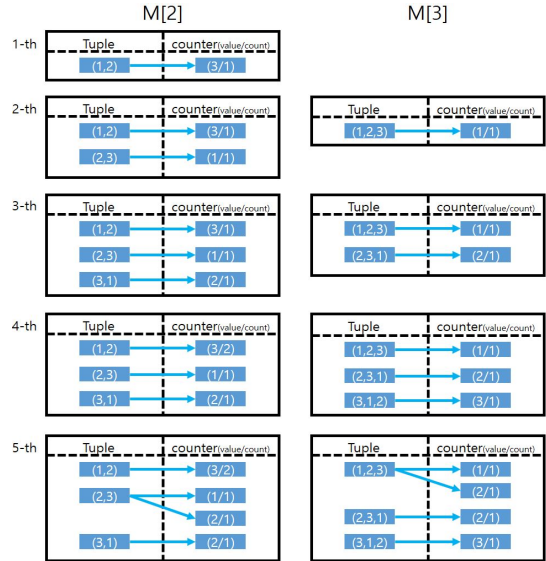 M[2] M[3]
1-th
Tuple counter(value/count)
(1,2) (3/1)
2-th
Tuple counter(value/count)
(1,2) (3/1)
(2,3) (1/1)
Tuple counter(value/count)
(1,2,3) (1/1)
3-th
Tuple counter(value/count)
(1,2) (3/1)
(2,3) (1/1)
(3,1) (2/1)
Tuple counter(value/count)
(1,2,3) (1/1)
(2,3,1) (2/1)
4-th
Tuple counter(value/count)
(1,2) (3/2)
(2,3) (1/1)
(3,1) (2/1)
Tuple counter(value/count)
(1,2,3) (1/1)
(2,3,1) (2/1)
(3,1,2) (3/1)
5-th
Tuple counter(value/count)
(1,2) (3/2)
(2,3) (1/1)
(2/1)
(3,1) (2/1)
Tuple counter(value/count)
(1,2,3) (1/1)
(2/1)
(2,3,1) (2/1)
(3,1,2) (3/1)